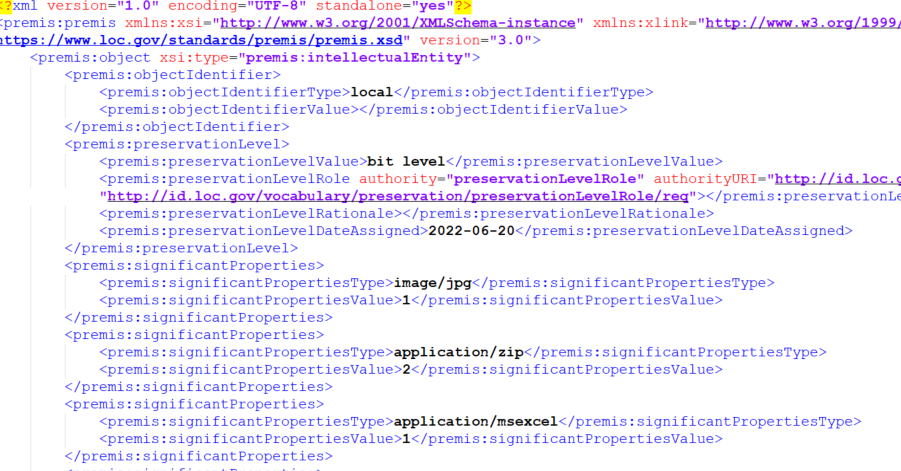 <?xml version="1.0" encoding="UTF-8" standalone="yes"?>
<premis:premis xmlns:xsi="http://www.w3.org/2001/XMLSchema-instance" xmlns:xlink="http://www.w3.org/1999/
https://www.loc.gov/standards/premis/premis.xsd" version="3.0">
<premis:object xsi:type="premis:intellectualEntity">
<premis:objectIdentifier>
<premis:objectIdentifierType>local</premis:objectIdentifierType>
<premis:objectIdentifierValue></premis:objectIdentifierValue>
</premis:objectIdentifier>
<premis:preservationLevel>
<premis:preservationLevelValue>bit level</premis:preservationLevelValue>
<premis:preservationLevelRole authority="preservationLevelRole" authorityURI="http://id.loc.g
"http://id.loc.gov/vocabulary/preservation/preservationLevelRole/req"></premis:preservationLe
<premis:preservationLevelRationale></premis:preservationLevelRationale>
<premis:preservationLevelDateAssigned>2022-06-20</premis:preservationLevelDateAssigned>
</premis:preservationLevel>
<premis:significantProperties>
<premis:significantPropertiesType>image/jpg</premis:significantPropertiesType>
<premis:significantPropertiesValue>1</premis:significantPropertiesValue>
</premis:significantProperties>
<premis:significantProperties>
<premis:significantPropertiesType>application/zip</premis:significantPropertiesType>
<premis:significantPropertiesValue>2</premis:significantPropertiesValue>
</premis:significantProperties>
<premis:significantProperties>
<premis:significantPropertiesType>application/msexcel</premis:significantPropertiesType>
<premis:significantPropertiesValue>1</premis:significantPropertiesValue>
</premis:significantProperties>